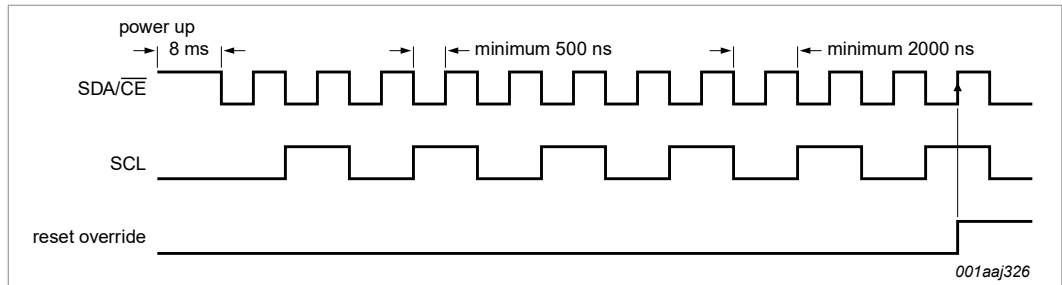 power up
8 ms
minimum 500 ns
minimum 2000 ns
SDA/CE
SCL
reset override
001aaj326